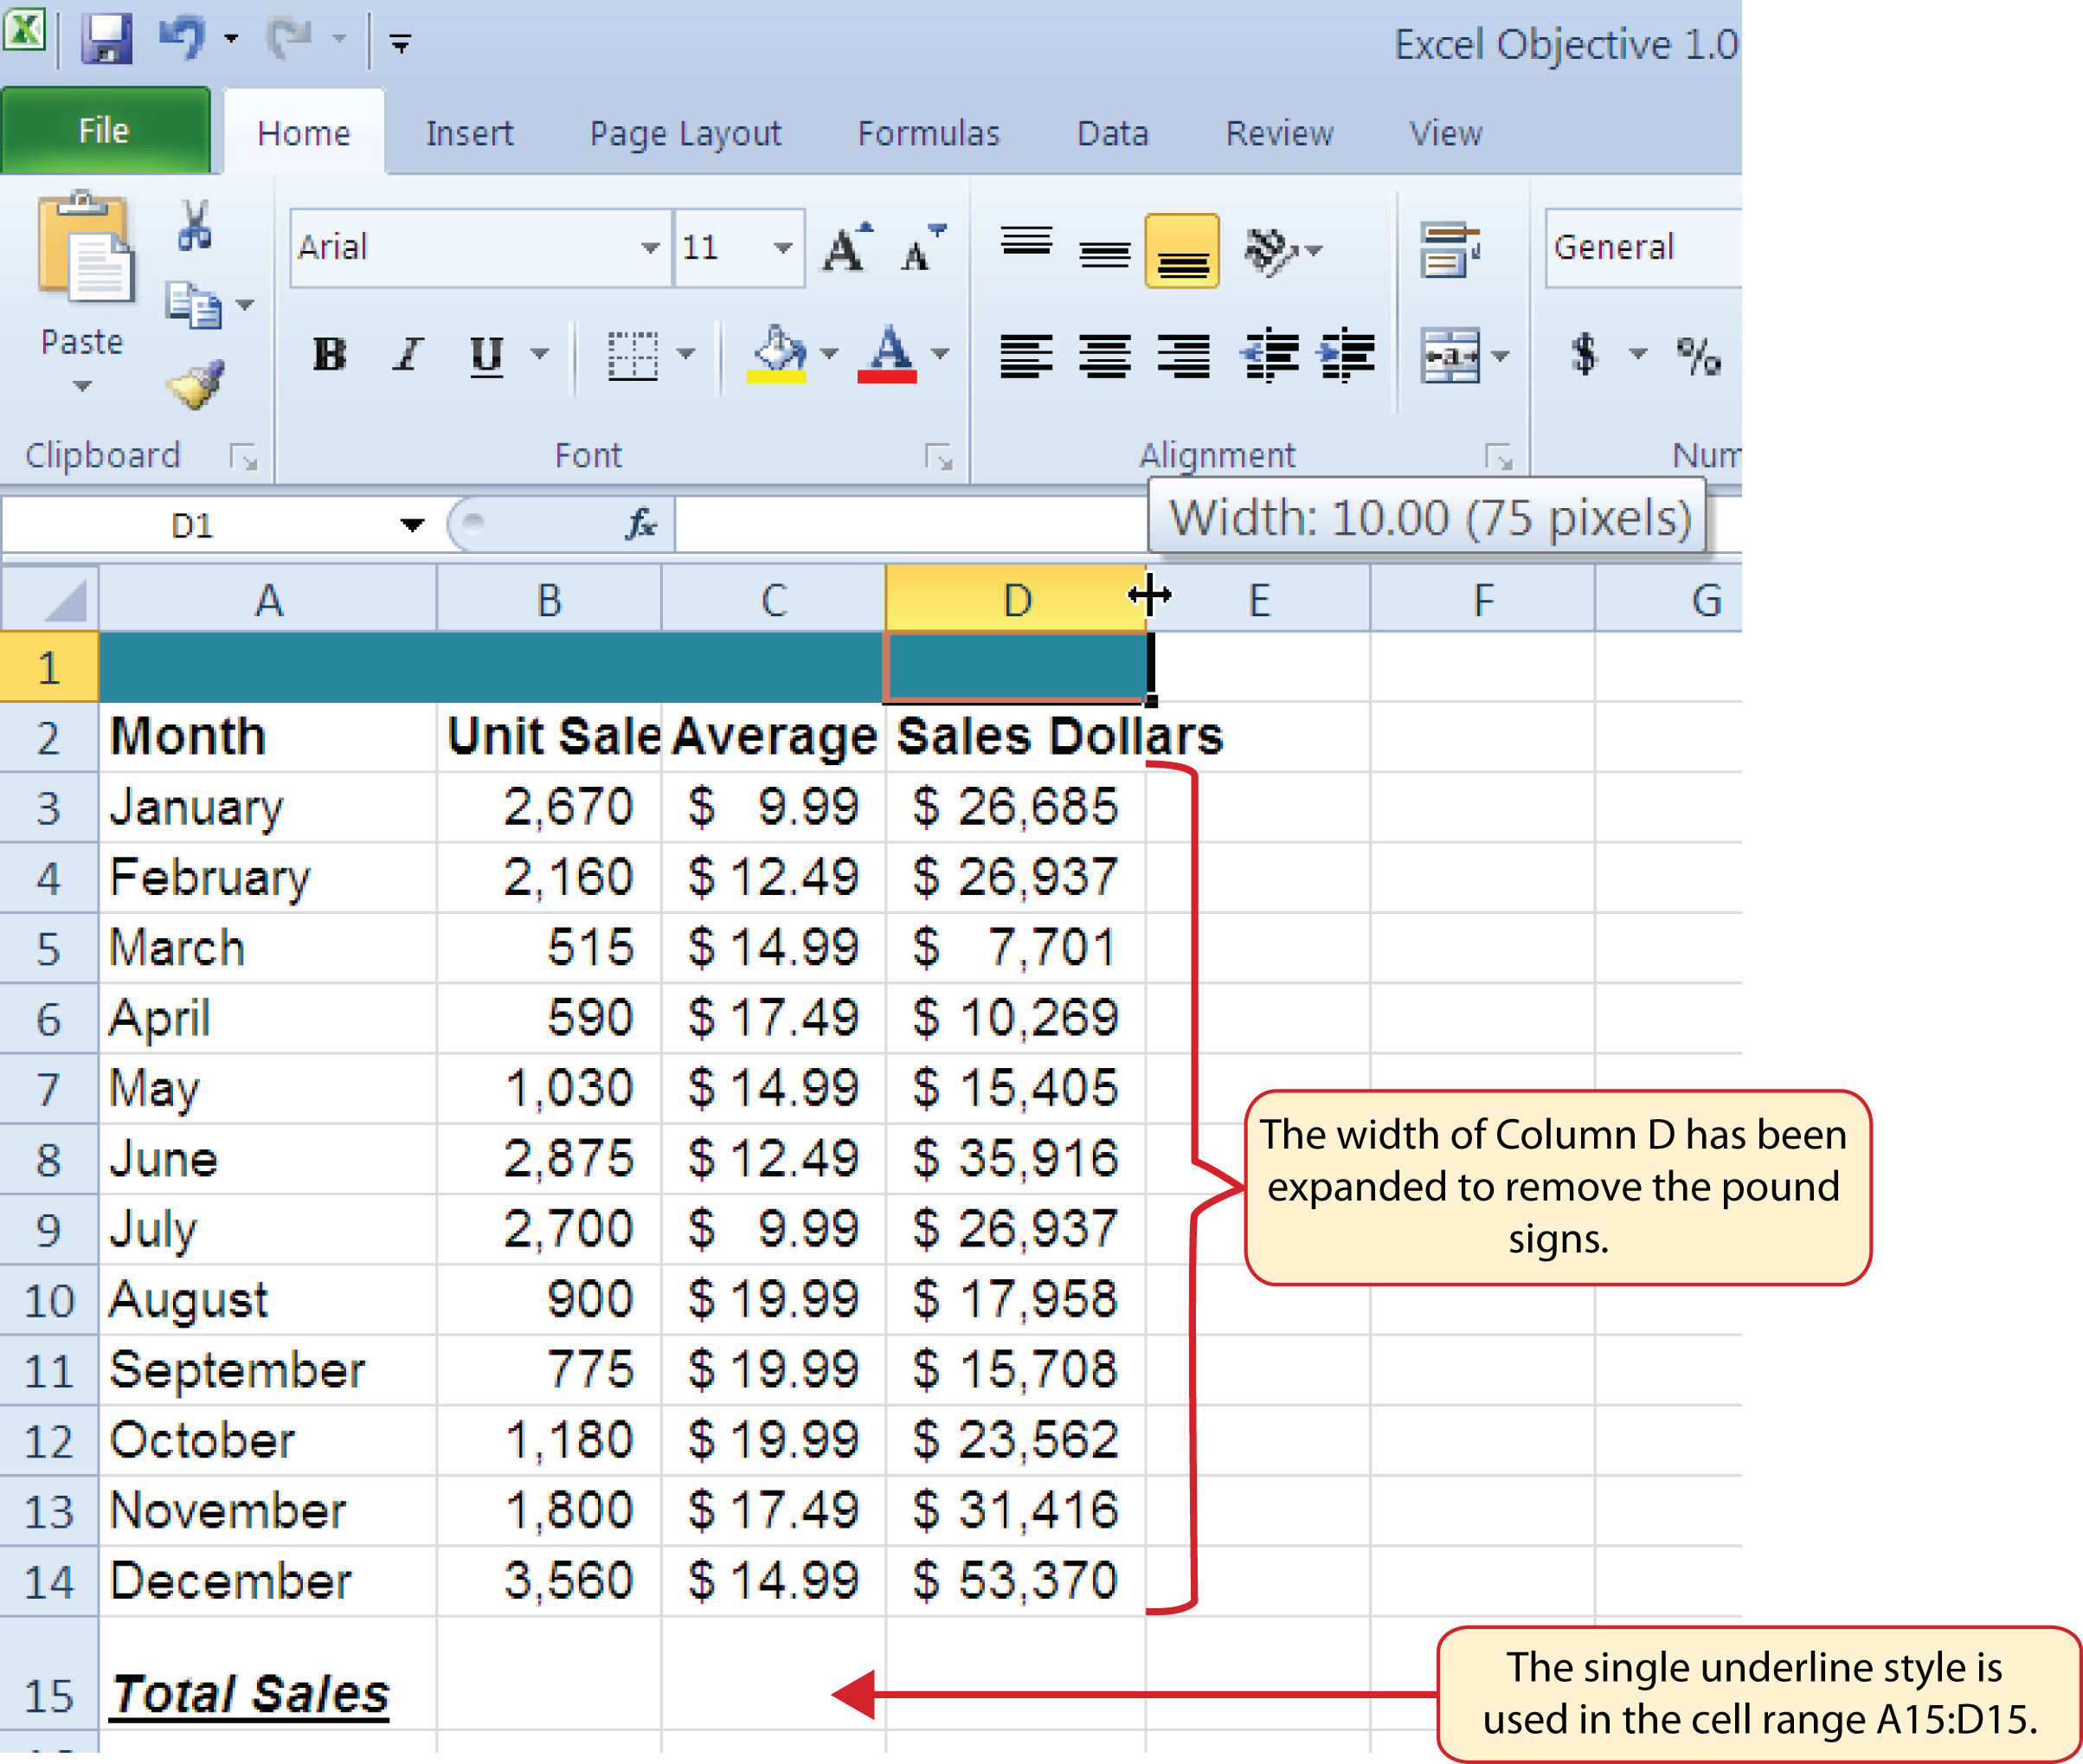 Excel Objective 1.0
File Home Insert Page Layout Formulas Data Review View
Arial 11 A A General
Paste B I U A a $ %
Clipboard Font Alignment Num
D1 fx Width: 10.00 (75 pixels)
A B C D E F G
1
2 Month Unit Sale Average Sales Dollars
3 January 2,670 $ 9.99 $ 26,685
4 February 2,160 $ 12.49 $ 26,937
5 March 515 $ 14.99 $ 7,701
6 April 590 $ 17.49 $ 10,269
7 May 1,030 $ 14.99 $ 15,405
8 June 2,875 $ 12.49 $ 35,916
9 July 2,700 $ 9.99 $ 26,937
10 August 900 $ 19.99 $ 17,958
11 September 775 $ 19.99 $ 15,708
12 October 1,180 $ 19.99 $ 23,562
13 November 1,800 $ 17.49 $ 31,416
14 December 3,560 $ 14.99 $ 53,370
15 Total Sales
The width of Column D has been
expanded to remove the pound
signs.
The single underline style is
used in the cell range A15:D15.